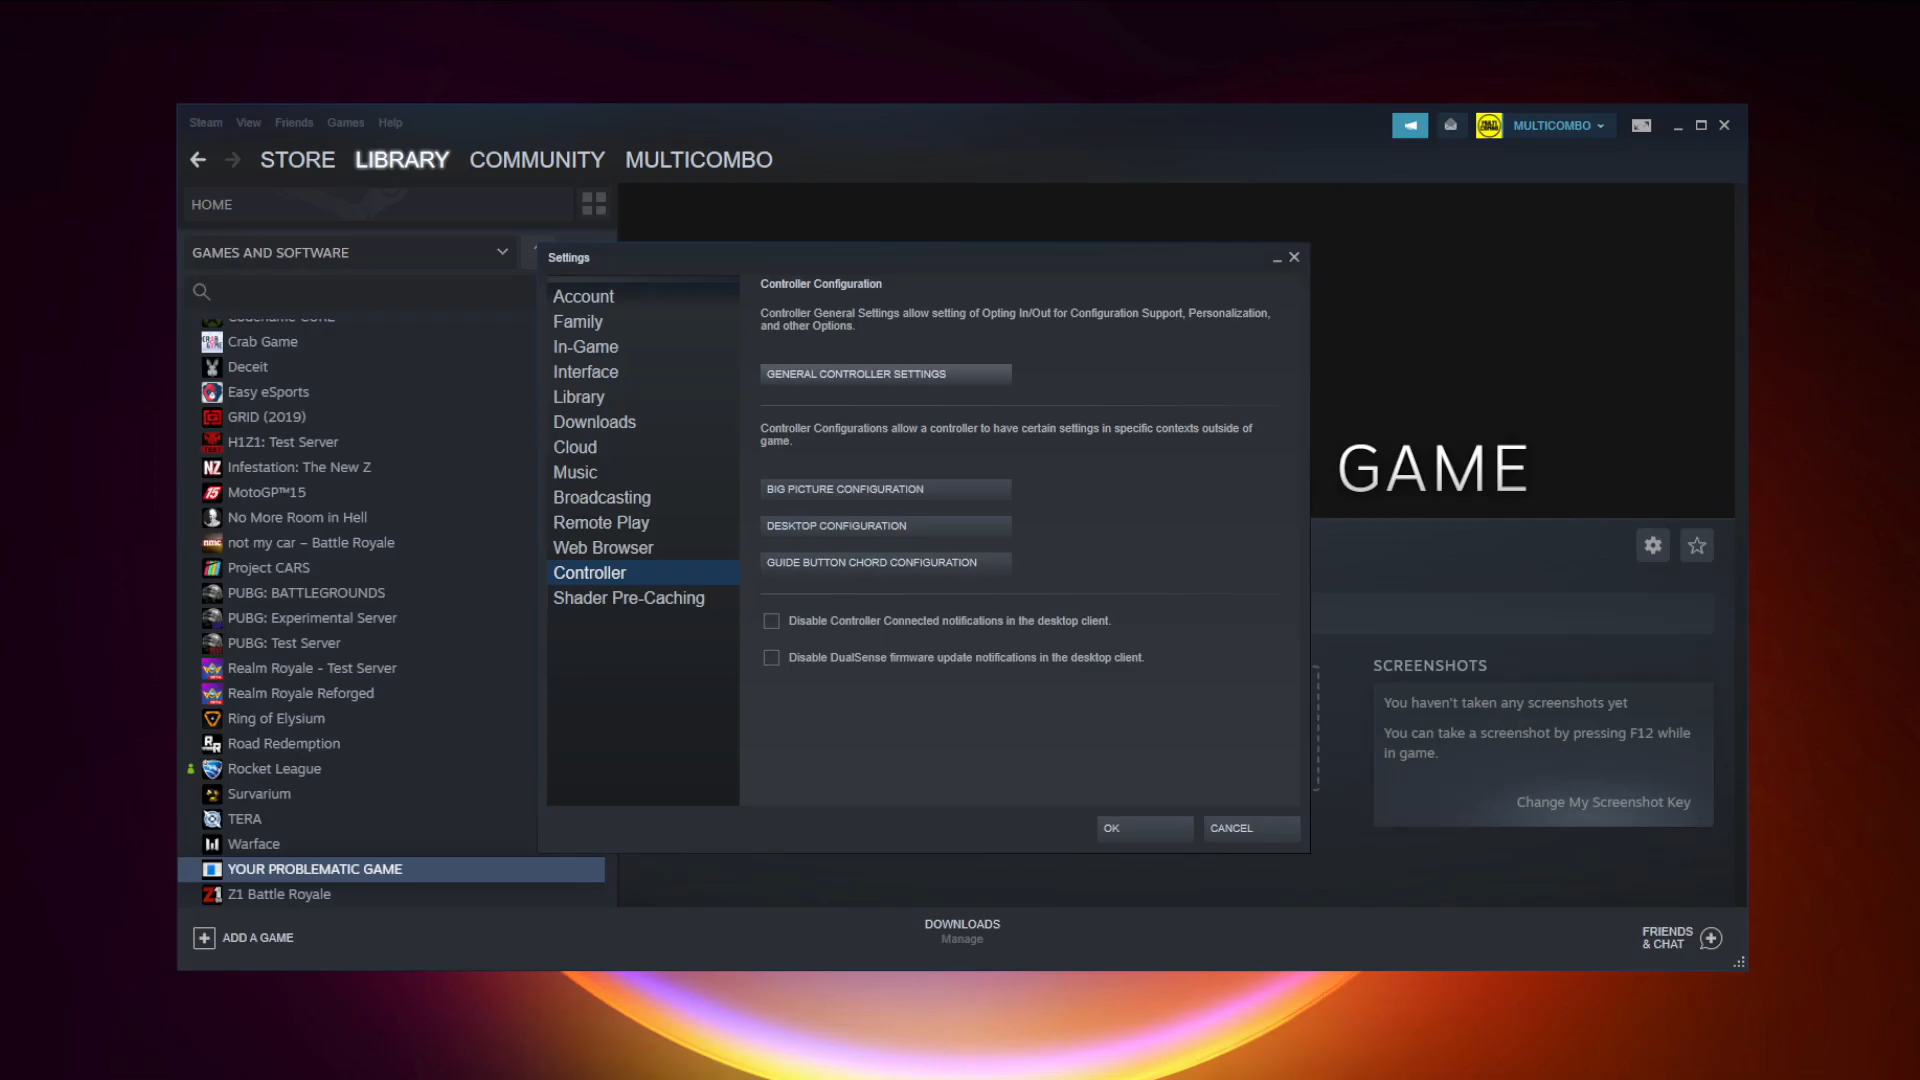 Steam View Friends Games Help
MULTICOMBO
STORE LIBRARY COMMUNITY MULTICOMBO
HOME
GAMES AND SOFTWARE
Codename CURE
Crab Game
Deceit
Easy eSports
GRID (2019)
H1Z1: Test Server
Infestation: The New Z
MotoGP™15
No More Room in Hell
not my car – Battle Royale
Project CARS
PUBG: BATTLEGROUNDS
PUBG: Experimental Server
PUBG: Test Server
Realm Royale - Test Server
Realm Royale Reforged
Ring of Elysium
Road Redemption
Rocket League
Survarium
TERA
Warface
YOUR PROBLEMATIC GAME
Z1 Battle Royale
Settings
Account
Family
In-Game
Interface
Library
Downloads
Cloud
Music
Broadcasting
Remote Play
Web Browser
Controller
Shader Pre-Caching
Controller Configuration
Controller General Settings allow setting of Opting In/Out for Configuration Support, Personalization,
and other Options.
GENERAL CONTROLLER SETTINGS
Controller Configurations allow a controller to have certain settings in specific contexts outside of
game.
BIG PICTURE CONFIGURATION
DESKTOP CONFIGURATION
GUIDE BUTTON CHORD CONFIGURATION
Disable Controller Connected notifications in the desktop client.
Disable DualSense firmware update notifications in the desktop client.
OK CANCEL
GAME
SCREENSHOTS
You haven't taken any screenshots yet
You can take a screenshot by pressing F12 while
in game.
Change My Screenshot Key
ADD A GAME
DOWNLOADS
Manage
FRIENDS
& CHAT